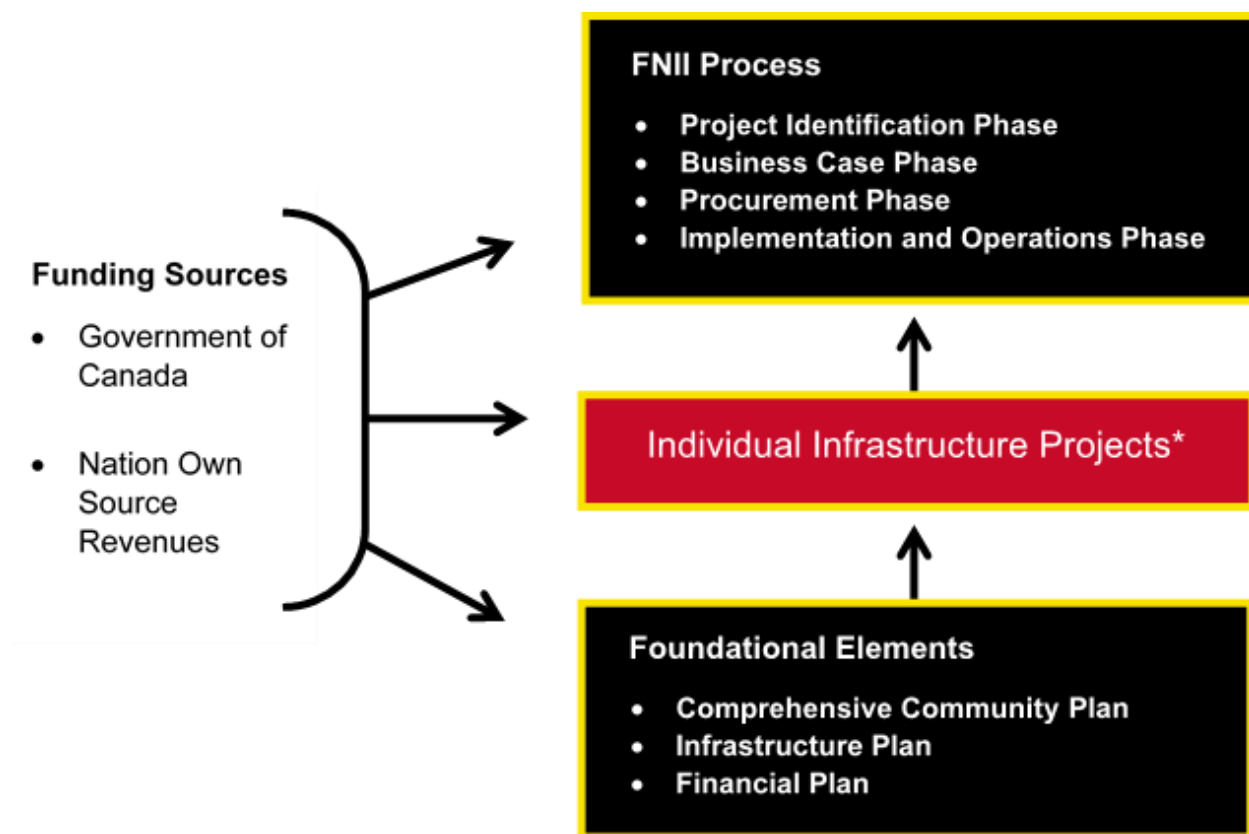 Funding Sources
• Government of
Canada
• Nation Own
Source
Revenues
FNII Process
• Project Identification Phase
• Business Case Phase
• Procurement Phase
• Implementation and Operations Phase
Individual Infrastructure Projects*
Foundational Elements
• Comprehensive Community Plan
• Infrastructure Plan
• Financial Plan